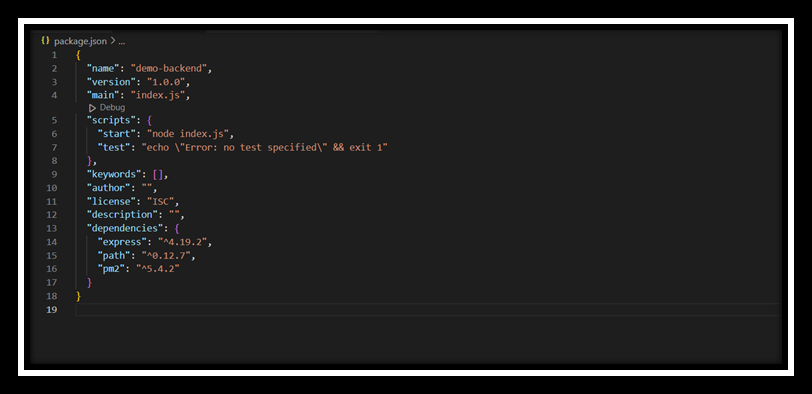 {} package.json > ...
1 {
2   "name": "demo-backend",
3   "version": "1.0.0",
4   "main": "index.js",
▷ Debug
5   "scripts": {
6     "start": "node index.js",
7     "test": "echo \"Error: no test specified\" && exit 1"
8   },
9   "keywords": [],
10   "author": "",
11   "license": "ISC",
12   "description": "",
13   "dependencies": {
14     "express": "^4.19.2",
15     "path": "^0.12.7",
16     "pm2": "^5.4.2"
17   }
18 }
19